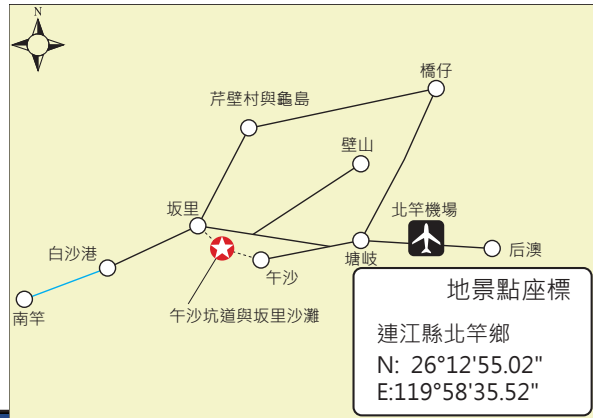 N
橋仔
芹壁村與龜島
壁山
坂里
北竿機場
白沙港
后澳
塘岐
午沙
南竿
午沙坑道與坂里沙灘
地景點座標
連江縣北竿鄉
N: 26°12'55.02"
E:119°58'35.52"